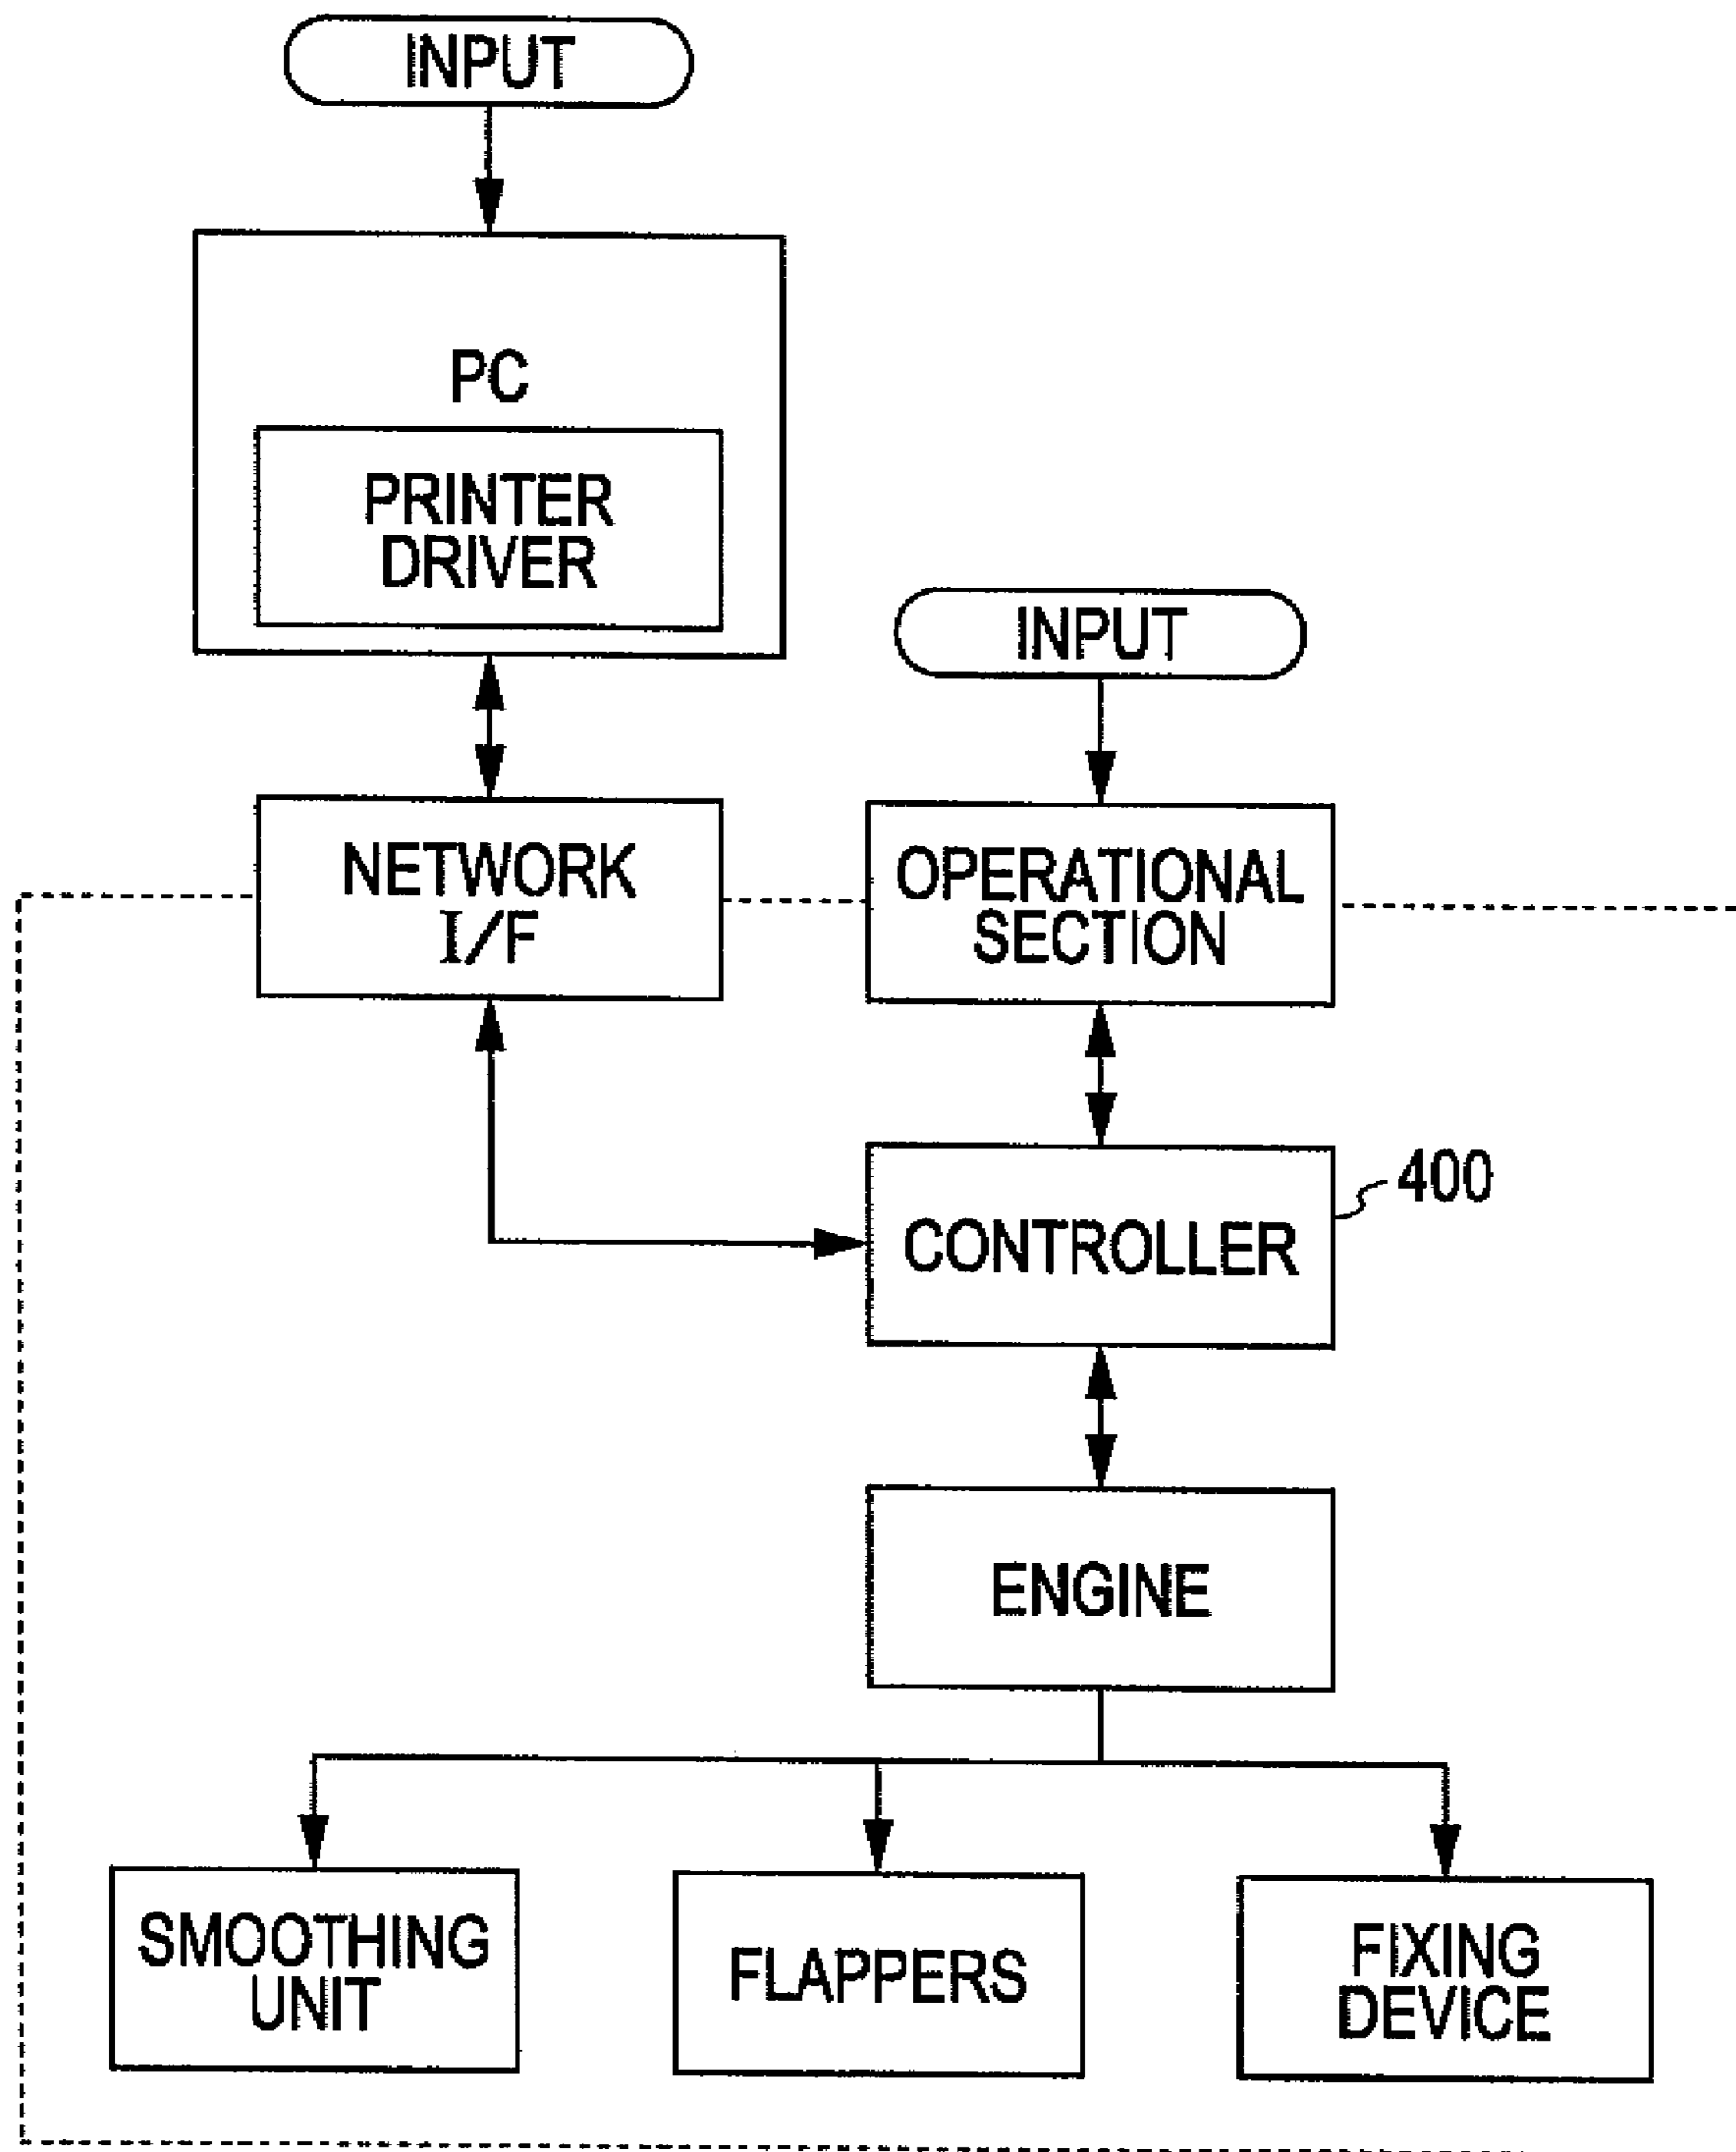 INPUT
PC
PRINTER
DRIVER
INPUT
NETWORK
I/F
OPERATIONAL
SECTION
400
CONTROLLER
ENGINE
SMOOTHING
UNIT
FLAPPERS
FIXING
DEVICE